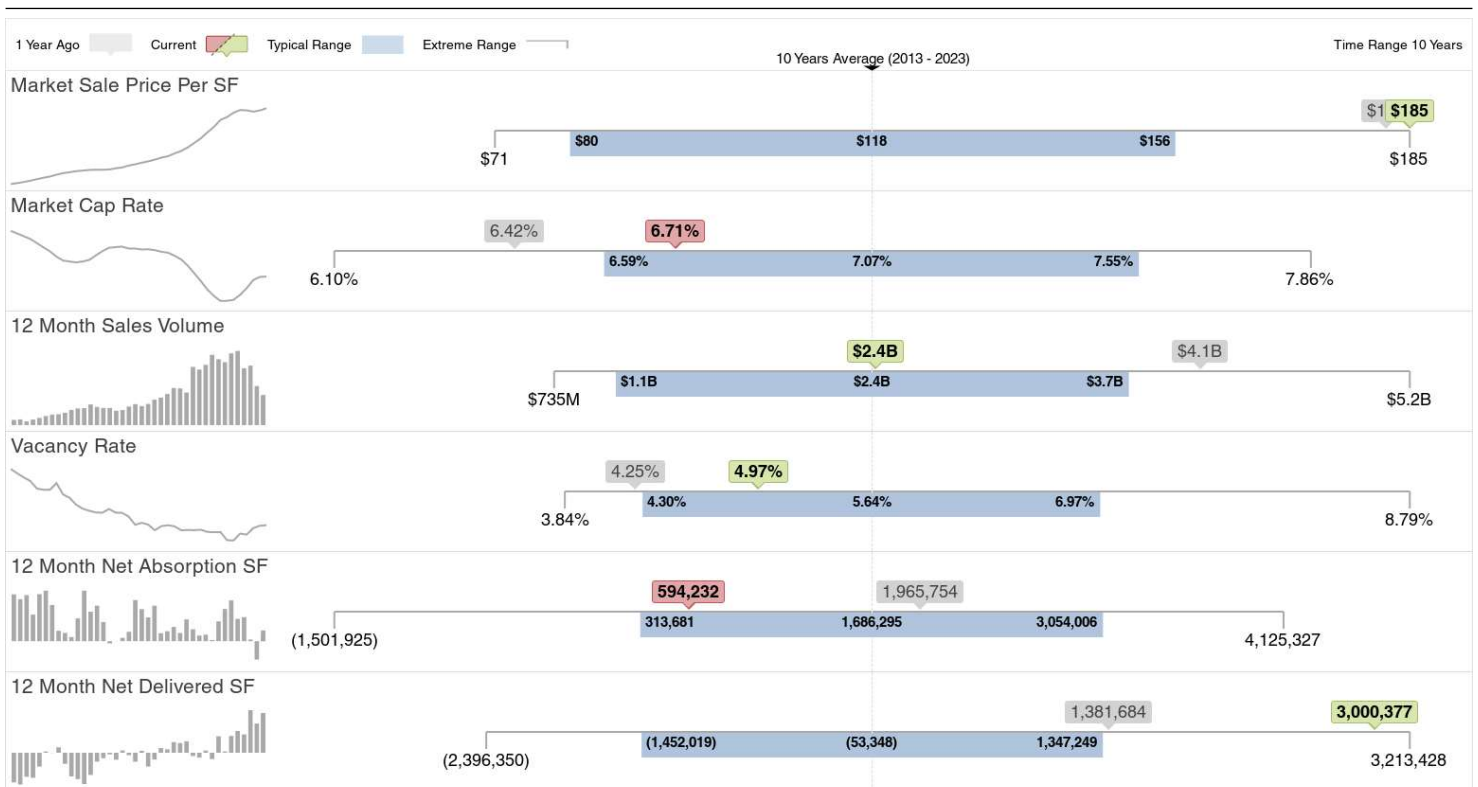 1 Year Ago Current Typical Range Extreme Range Time Range 10 Years
10 Years Average (2013 - 2023)
Market Sale Price Per SF
$1 $185
$80 $118 $156
$71 $185
Market Cap Rate
6.42% 6.71%
6.59% 7.07% 7.55%
6.10% 7.86%
12 Month Sales Volume
$2.4B $4.1B
$1.1B $2.4B $3.7B
$735M $5.2B
Vacancy Rate
4.25% 4.97%
4.30% 5.64% 6.97%
3.84% 8.79%
12 Month Net Absorption SF
594,232 1,965,754
313,681 1,686,295 3,054,006
(1,501,925) 4,125,327
12 Month Net Delivered SF
1,381,684 3,000,377
(1,452,019) (53,348) 1,347,249
(2,396,350) 3,213,428